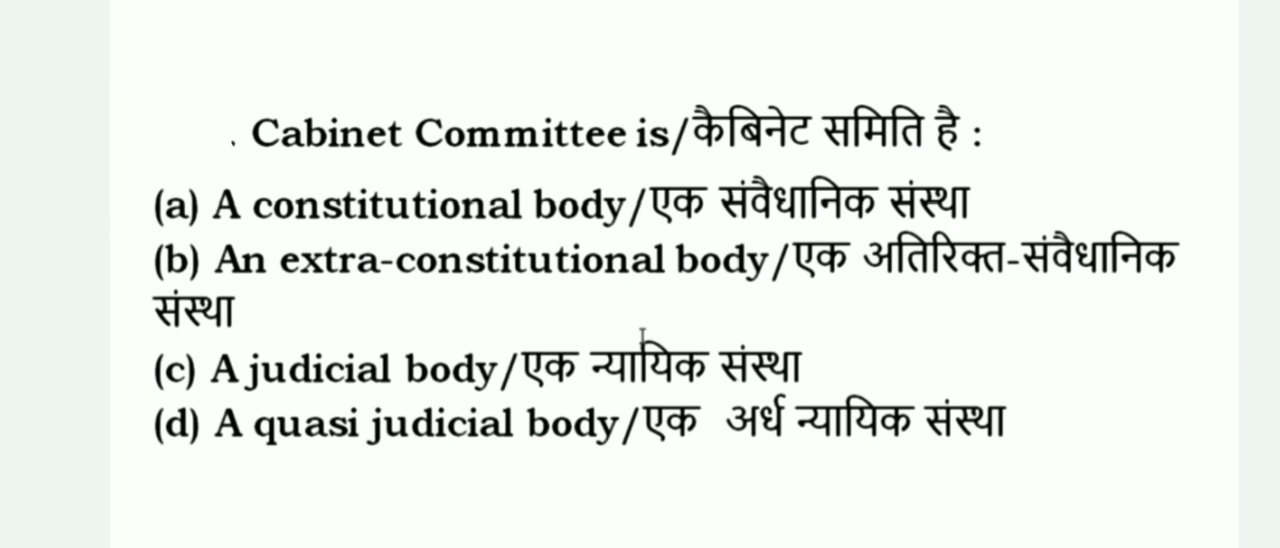 . Cabinet Committee is/कैबिनेट समिति है :
(a) A constitutional body/एक संवैधानिक संस्था
(b) An extra-constitutional body/एक अतिरिक्त-संवैधानिक
संस्था
(c) A judicial body/एक न्यायिक संस्था
(d) A quasi judicial body/एक अर्ध न्यायिक संस्था